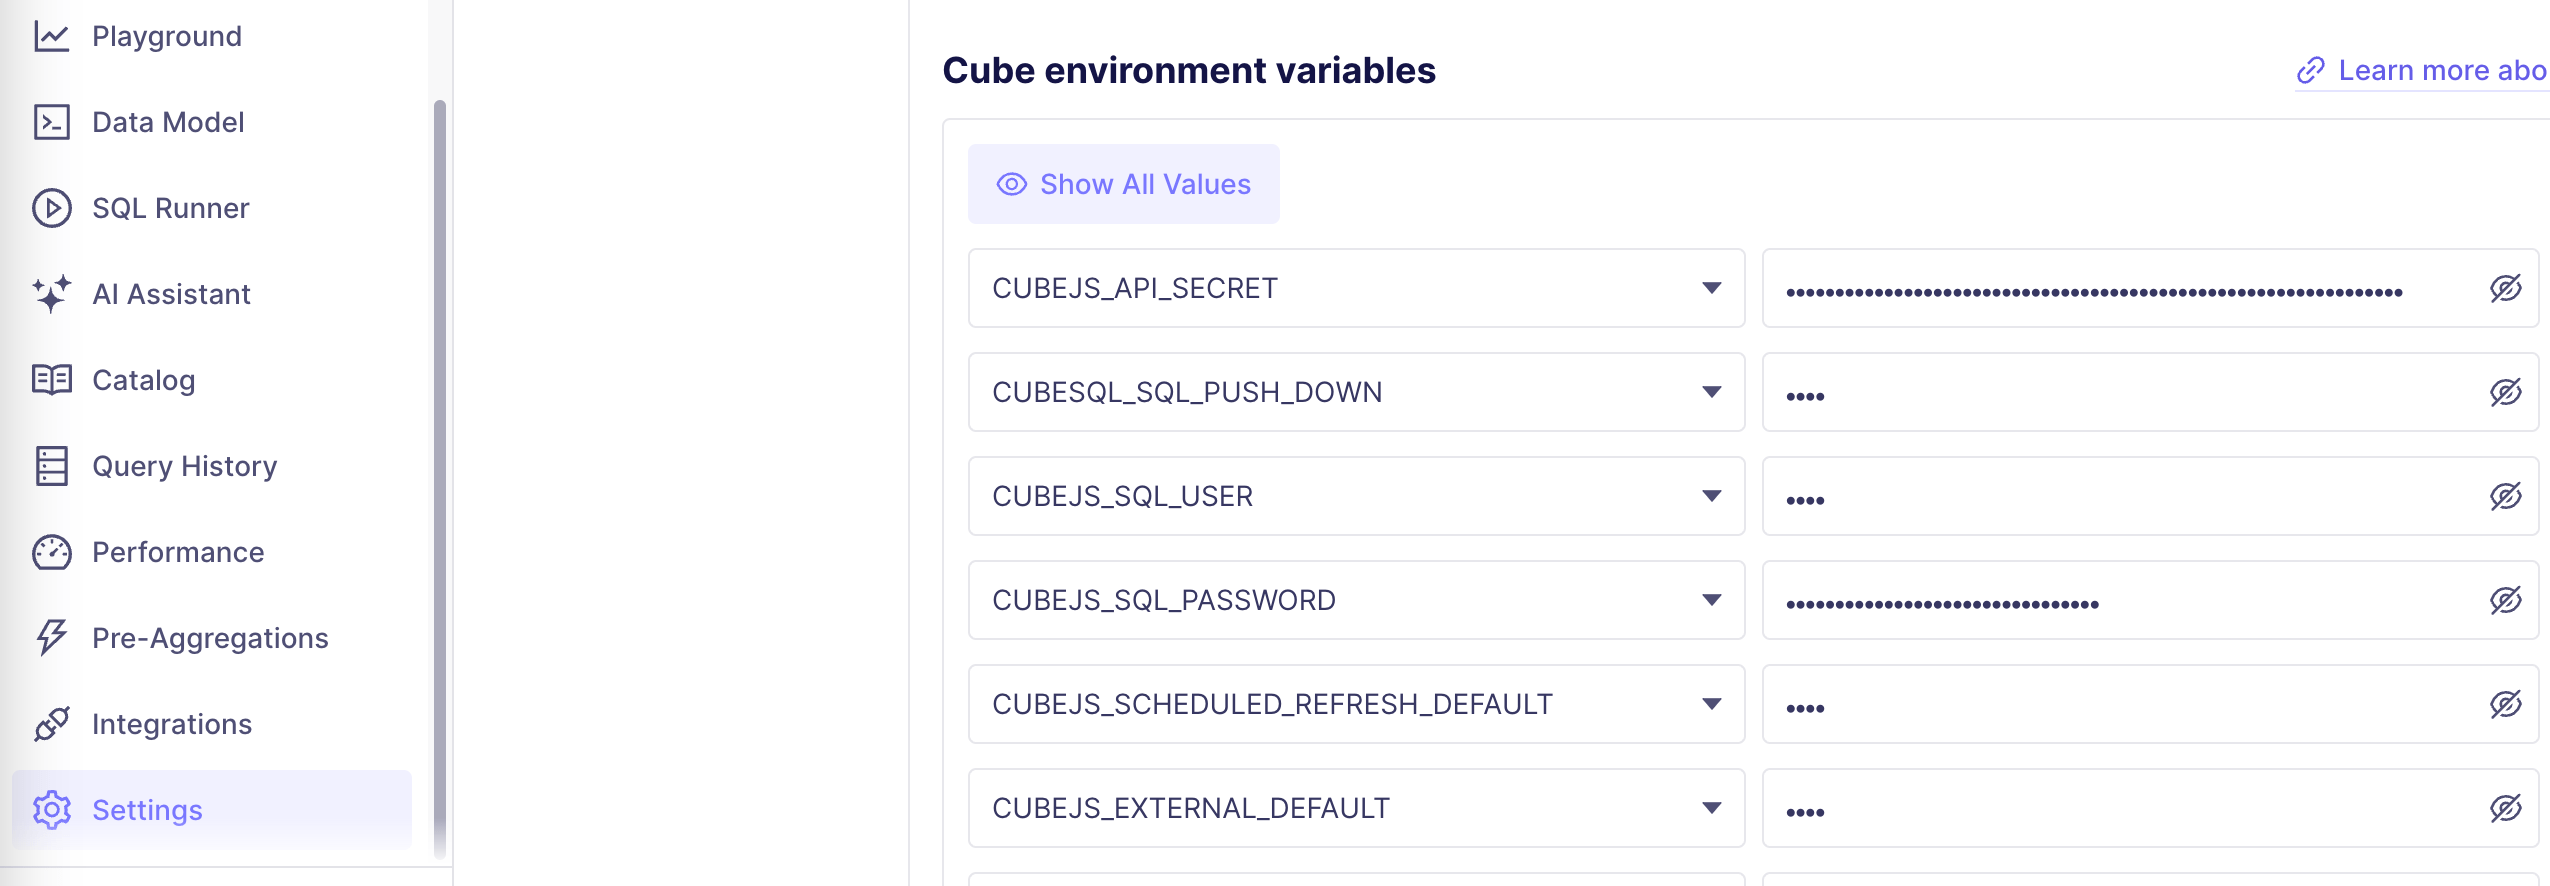 Playground
Data Model
SQL Runner
AI Assistant
Catalog
Query History
Performance
Pre-Aggregations
Integrations
Settings
Cube environment variables
Learn more abo
Show All Values
CUBEJS_API_SECRET
CUBESQL_SQL_PUSH_DOWN
CUBEJS_SQL_USER
CUBEJS_SQL_PASSWORD
CUBEJS_SCHEDULED_REFRESH_DEFAULT
CUBEJS_EXTERNAL_DEFAULT